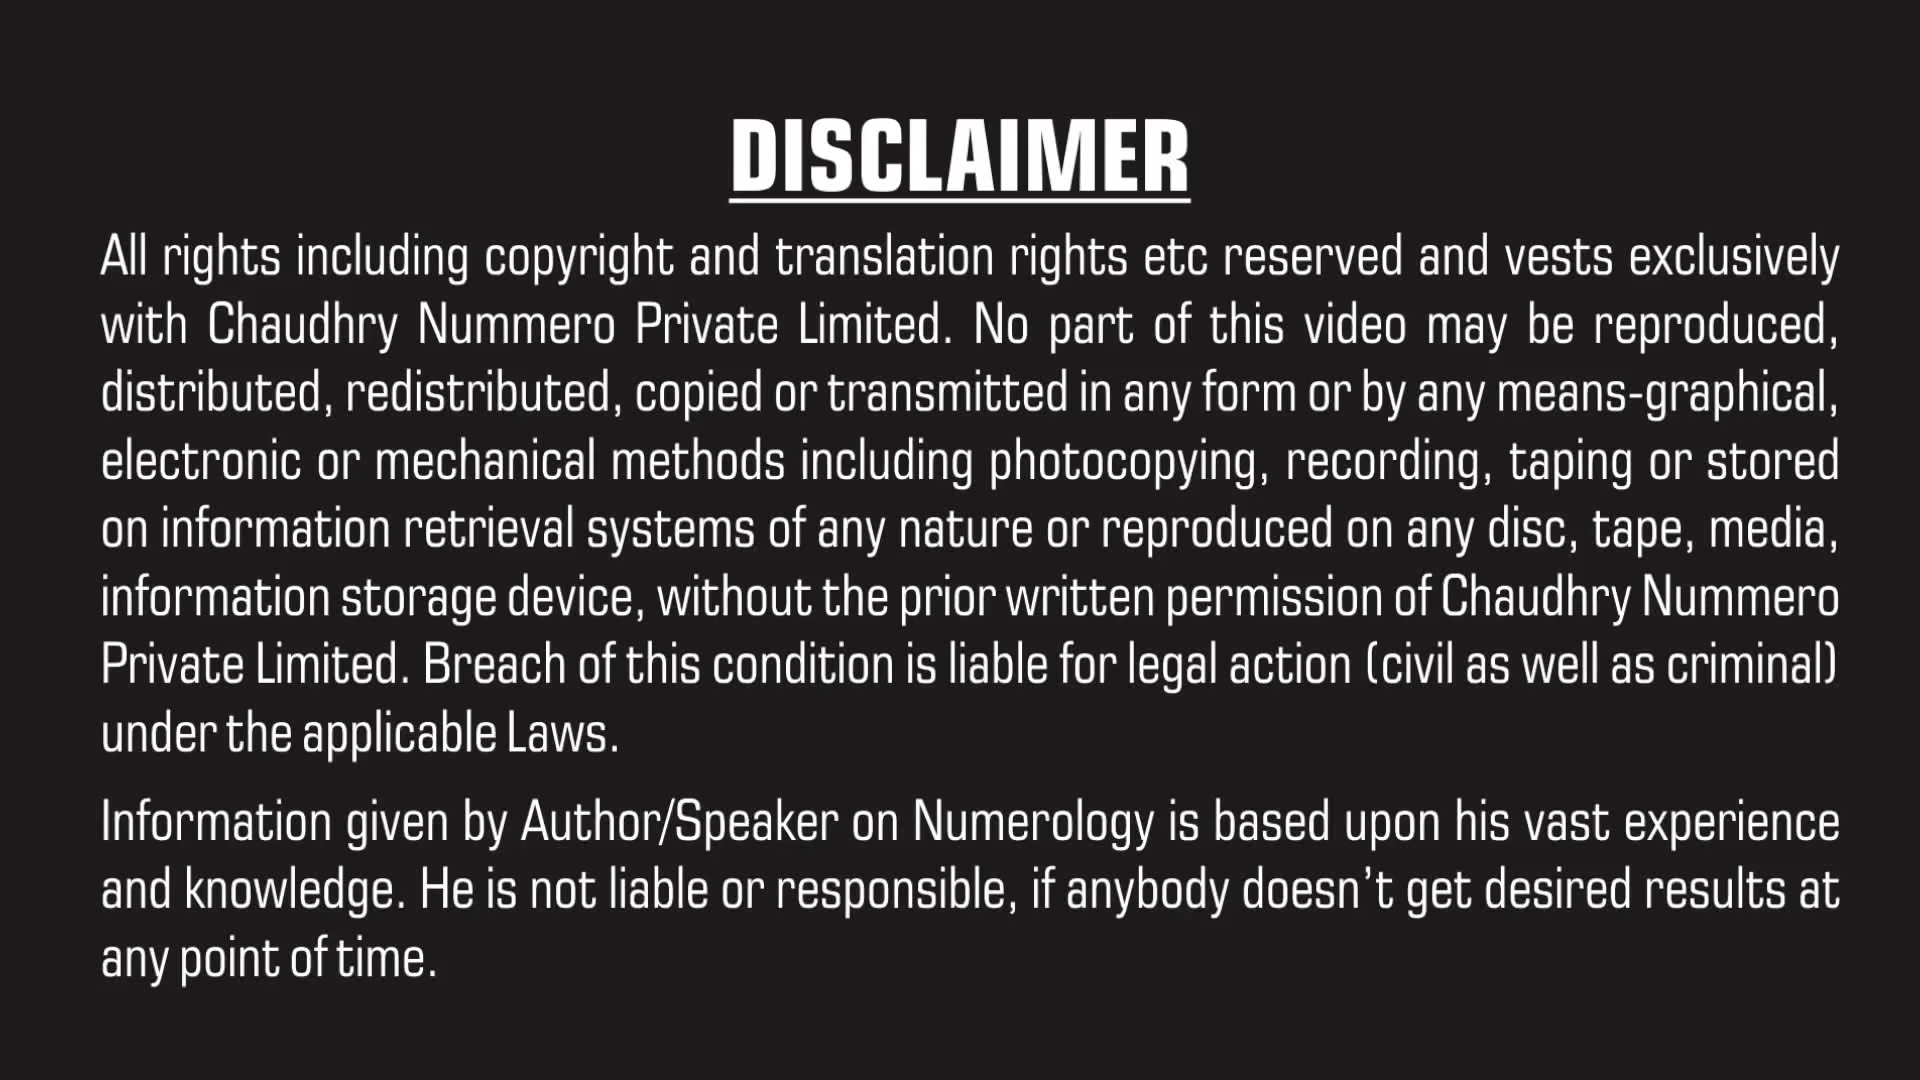 DISCLAIMER
All rights including copyright and translation rights etc reserved and vests exclusively
with Chaudhry Nummero Private Limited. No part of this video may be reproduced,
distributed, redistributed, copied or transmitted in any form or by any means-graphical,
electronic or mechanical methods including photocopying, recording, taping or stored
on information retrieval systems of any nature or reproduced on any disc, tape, media,
information storage device, without the prior written permission of Chaudhry Nummero
Private Limited. Breach of this condition is liable for legal action (civil as well as criminal)
under the applicable Laws.
Information given by Author/Speaker on Numerology is based upon his vast experience
and knowledge. He is not liable or responsible, if anybody doesn’t get desired results at
any point of time.